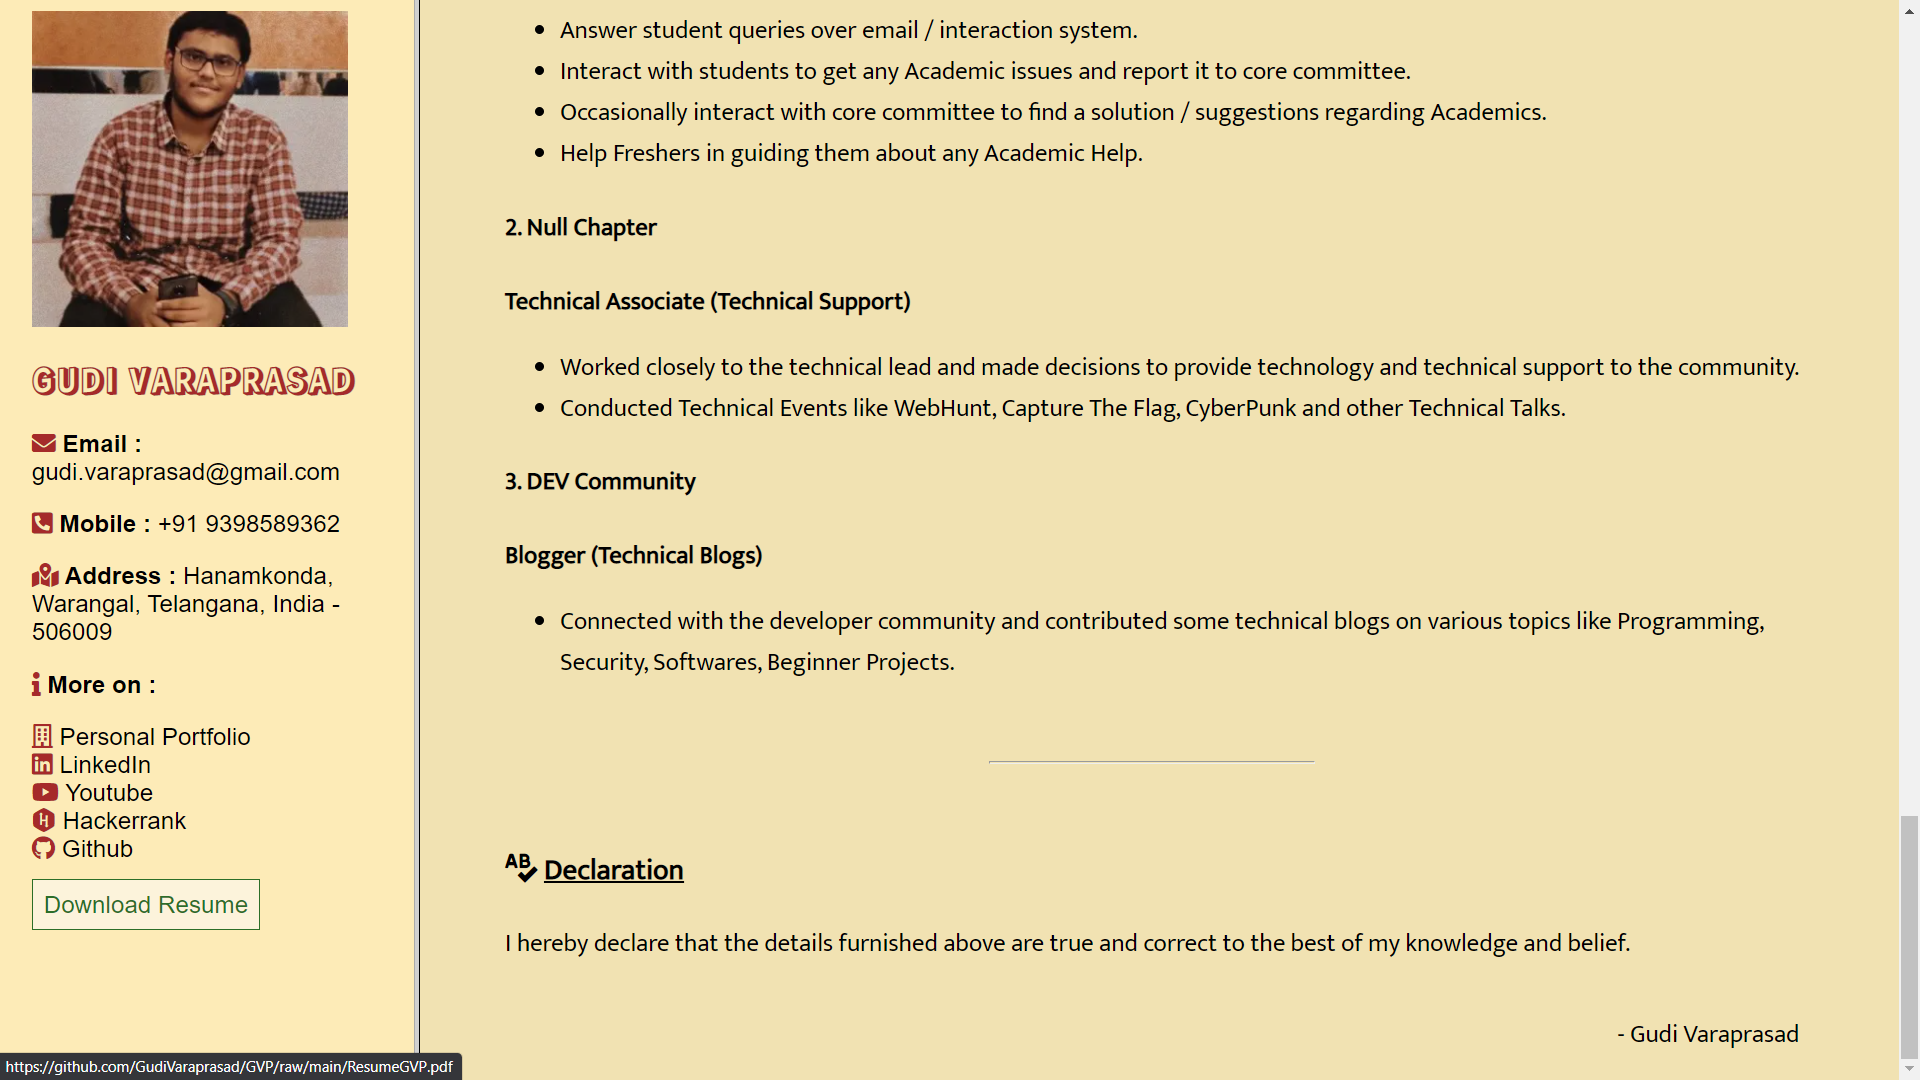 GUDI VARAPRASAD
Email :
gudi.varaprasad@gmail.com
Mobile : +91 9398589362
Address : Hanamkonda,
Warangal, Telangana, India -
506009
More on :
Personal Portfolio
LinkedIn
Youtube
Hackerrank
Github
Download Resume
Answer student queries over email / interaction system.
Interact with students to get any Academic issues and report it to core committee.
Occasionally interact with core committee to find a solution / suggestions regarding Academics.
Help Freshers in guiding them about any Academic Help.
2. Null Chapter
Technical Associate (Technical Support)
Worked closely to the technical lead and made decisions to provide technology and technical support to the community.
Conducted Technical Events like WebHunt, Capture The Flag, CyberPunk and other Technical Talks.
3. DEV Community
Blogger (Technical Blogs)
Connected with the developer community and contributed some technical blogs on various topics like Programming,
Security, Softwares, Beginner Projects.
Declaration
I hereby declare that the details furnished above are true and correct to the best of my knowledge and belief.
- Gudi Varaprasad
https://github.com/GudiVaraprasad/GVP/raw/main/ResumeGVP.pdf